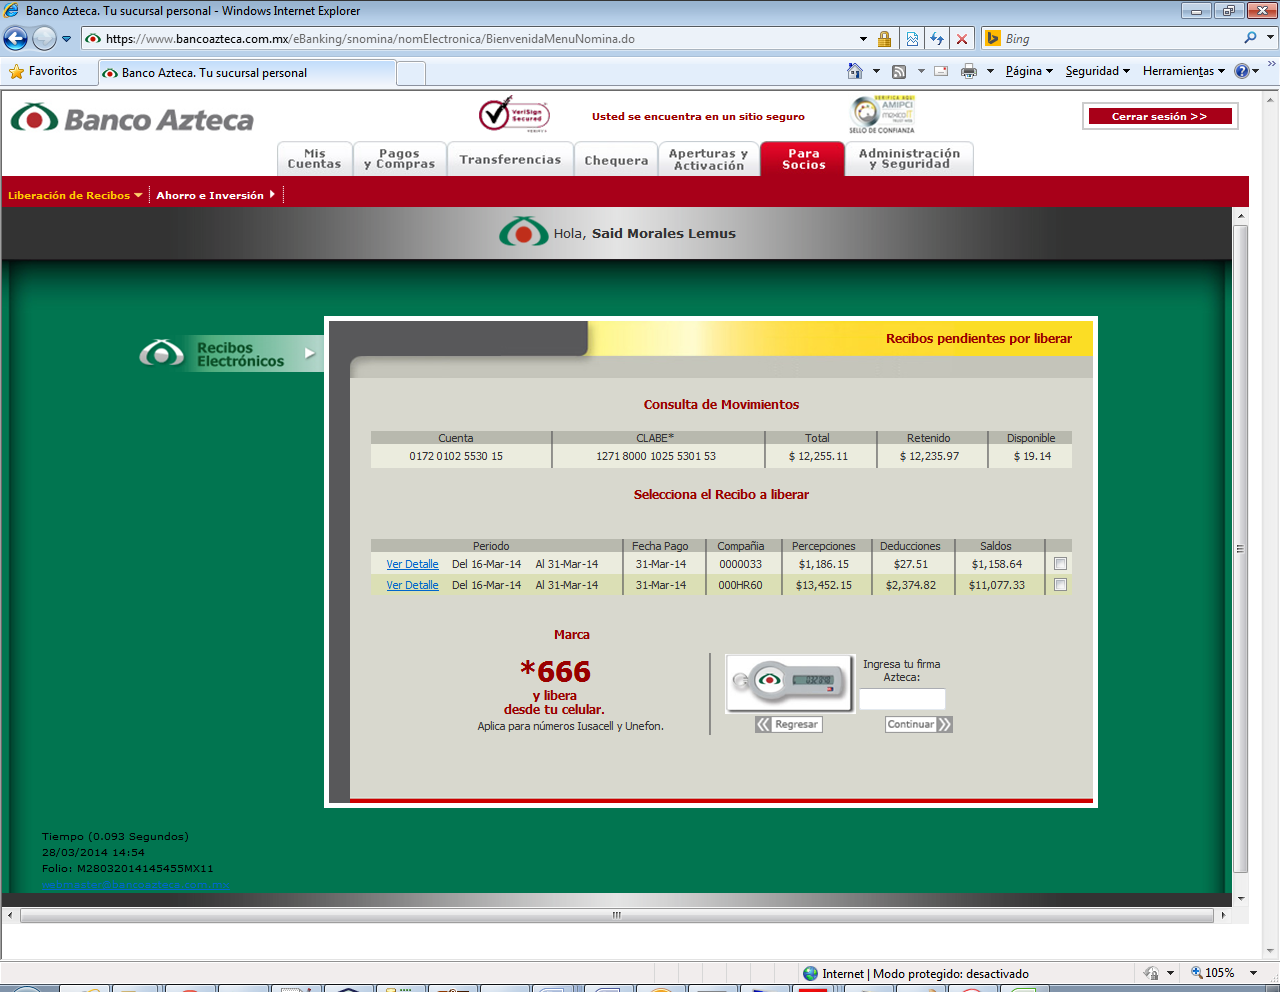 Banco Azteca. Tu sucursal personal - Windows Internet Explorer
https://www.bancoazteca.com.mx/eBanking/snomina/nomElectronica/BienvenidaMenuNomina.do
Bing
Favoritos
Banco Azteca. Tu sucursal personal
Página
Seguridad
Herramientas
Banco Azteca
VeriSign Secured
VERIFY
Usted se encuentra en un sitio seguro
VERIFICA AQUI
AMIPCI
SELLO DE CONFIANZA
Cerrar sesión >>
Mis Cuentas
Pagos y Compras
Transferencias
Chequera
Aperturas y Activación
Para Socios
Administración y Seguridad
Liberación de Recibos
Ahorro e Inversión
Hola, Said Morales Lemus
Recibos Electrónicos
Recibos pendientes por liberar
Consulta de Movimientos
Cuenta CLABE* Total Retenido Disponible
0172 0102 5530 15 1271 8000 1025 5301 53 $ 12,255.11 $ 12,235.97 $ 19.14
Selecciona el Recibo a liberar
Periodo Fecha Pago Compañia Percepciones Deducciones Saldos
Ver Detalle Del 16-Mar-14 Al 31-Mar-14 31-Mar-14 0000033 $1,186.15 $27.51 $1,158.64
Ver Detalle Del 16-Mar-14 Al 31-Mar-14 31-Mar-14 000HR60 $13,452.15 $2,374.82 $11,077.33
Marca
*666
y libera
desde tu celular.
Aplica para números Iusacell y Unefon.
Ingresa tu firma
Azteca:
Regresar
Continuar
Tiempo (0.093 Segundos)
28/03/2014 14:54
Folio: M28032014145455MX11
Internet | Modo protegido: desactivado
105%